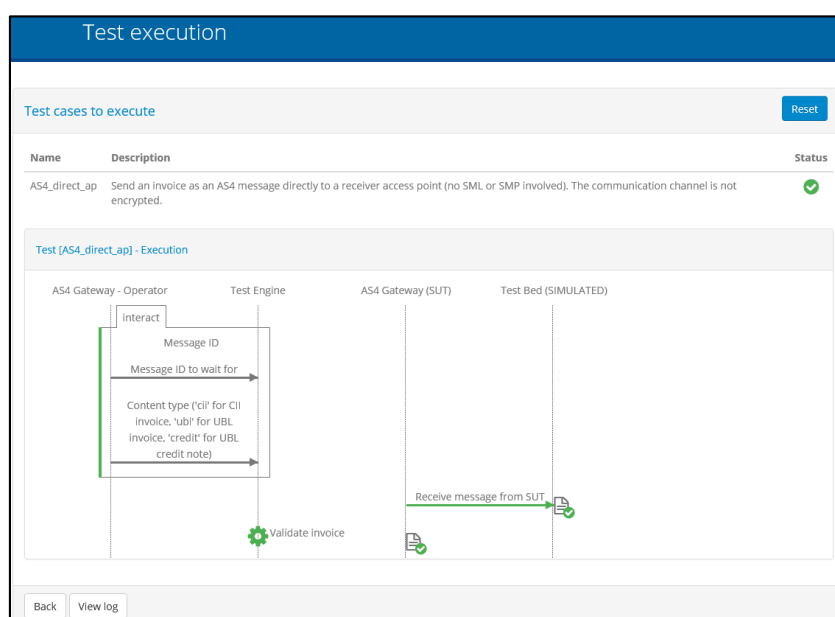 Test execution
Test cases to execute
Reset
Name Description Status
AS4_direct_ap Send an invoice as an AS4 message directly to a receiver access point (no SML or SMP involved). The communication channel is not
encrypted.
Test [AS4_direct_ap] - Execution
AS4 Gateway - Operator Test Engine AS4 Gateway (SUT) Test Bed (SIMULATED)
interact
Message ID
Message ID to wait for
Content type ('cii' for CII
invoice, 'ubl' for UBL
invoice, 'credit' for UBL
credit note)
Receive message from SUT
Validate invoice
Back View log